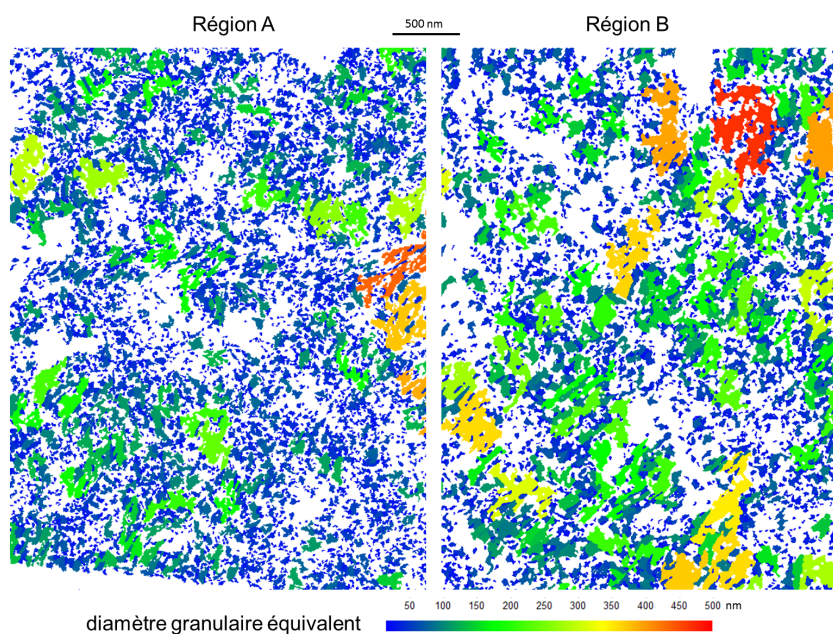 Région A
500 nm
Région B
50 100 150 200 250 300 350 400 450 500 nm
diamètre granulaire équivalent